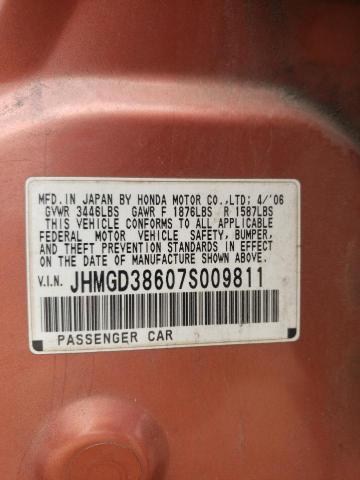 MFD.IN JAPAN BY HONDA MOTOR CO.,LTD; 4/'06
GVWR 3446LBS GAWR F 1876LBS R 1587LBS
THIS VEHICLE CONFORMS TO ALL APPLICABLE
FEDERAL MOTOR VEHICLE SAFETY, BUMPER,
AND THEFT PREVENTION STANDARDS IN EFFECT
ON THE DATE OF MANUFACTURE SHOWN ABOVE.
V.I.N. JHMGD38607S009811
PASSENGER CAR